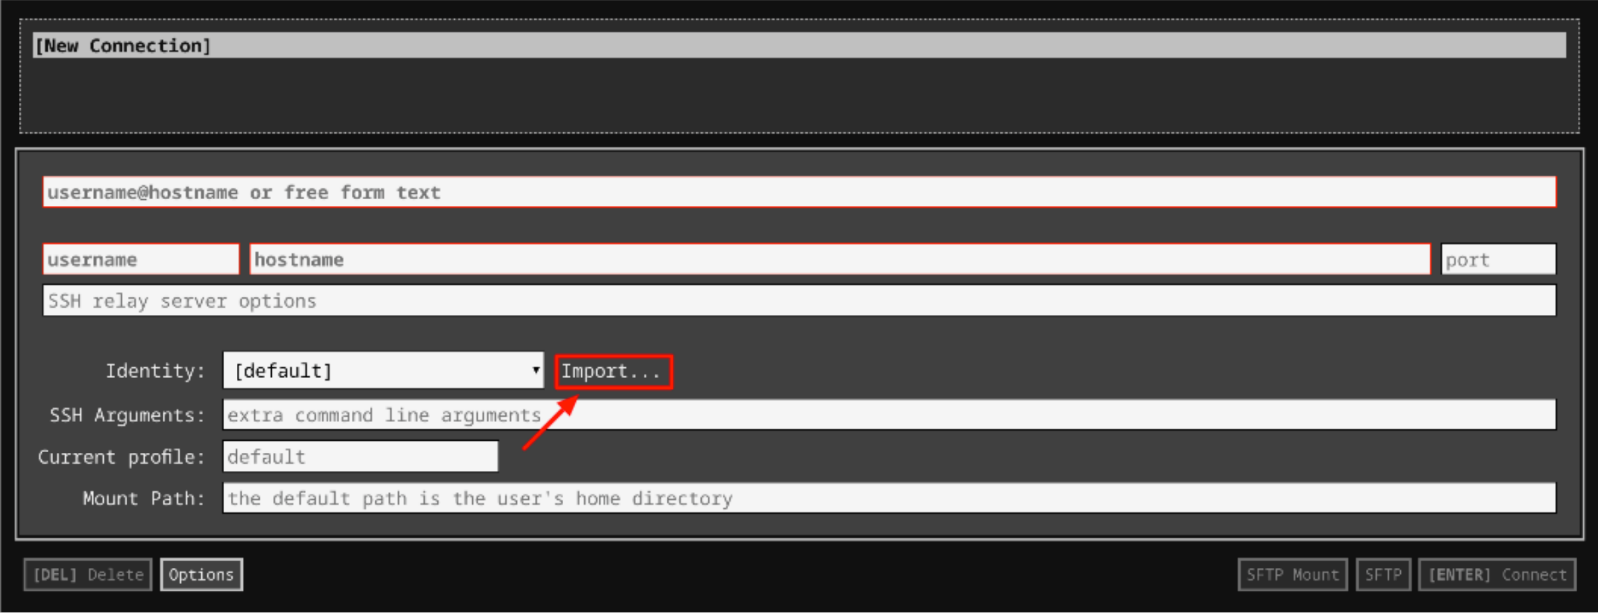 [New Connection]
username@hostname or free form text
username hostname port
SSH relay server options
Identity: [default] Import...
SSH Arguments: extra command line arguments
Current profile: default
Mount Path: the default path is the user's home directory
[DEL] Delete Options SFTP Mount SFTP [ENTER] Connect